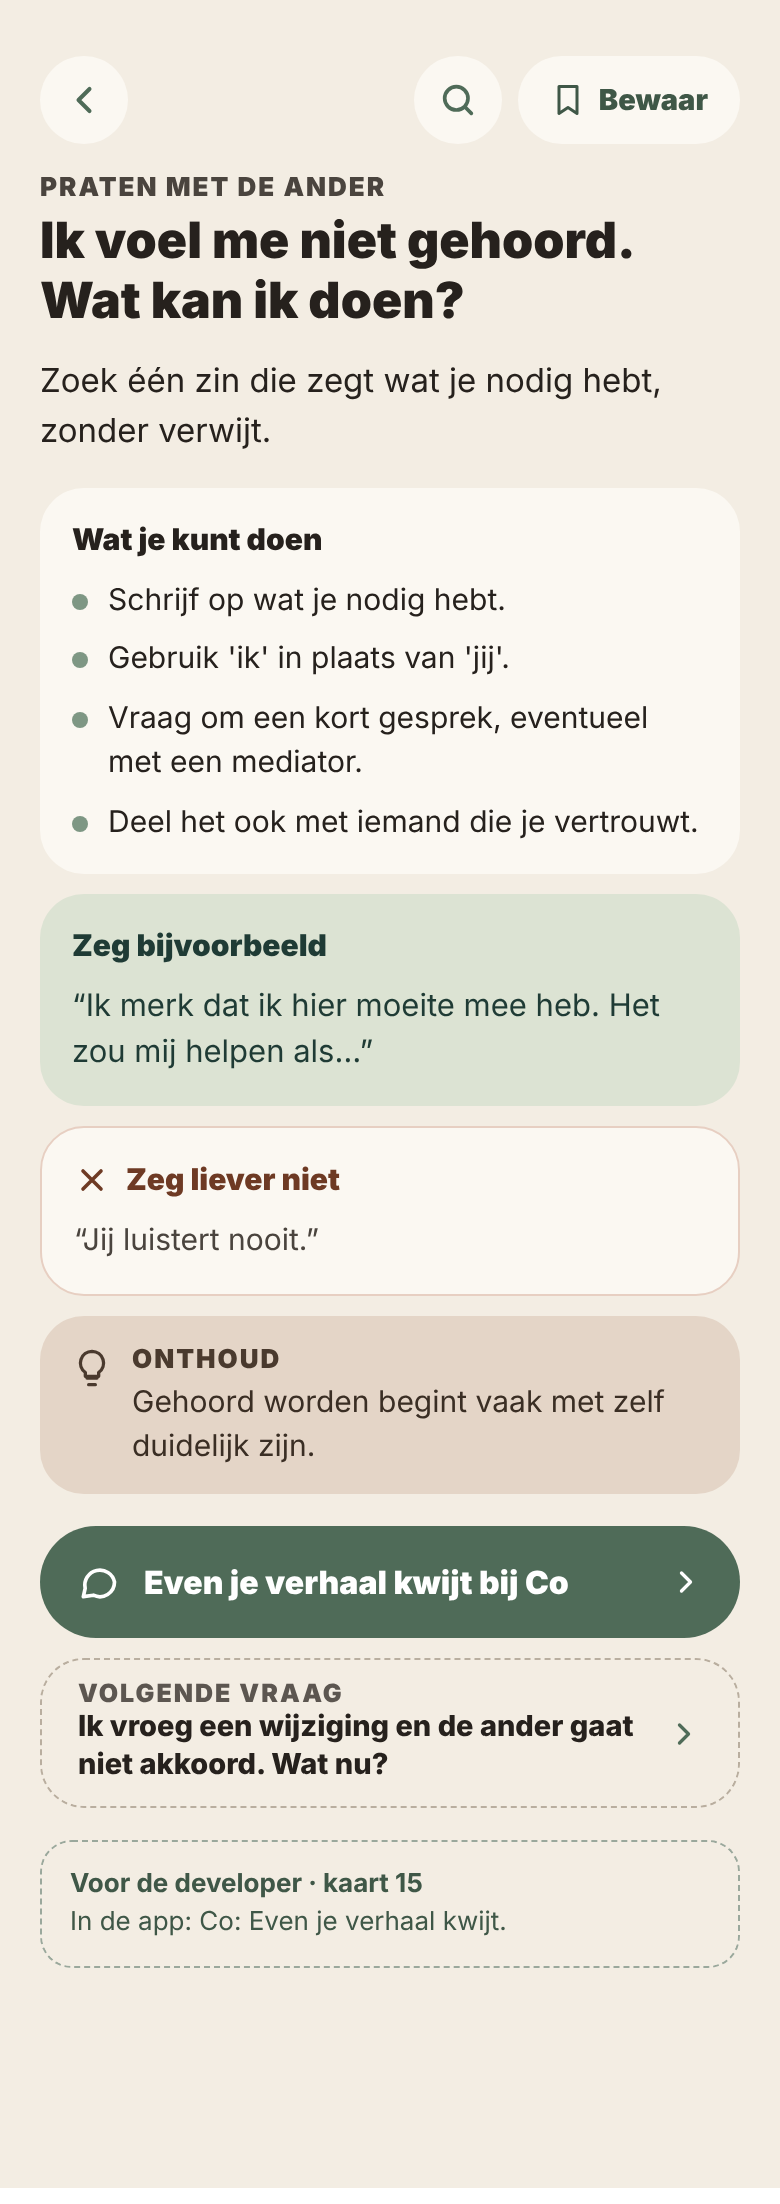 Bewaar
PRATEN MET DE ANDER
Ik voel me niet gehoord.
Wat kan ik doen?
Zoek één zin die zegt wat je nodig hebt,
zonder verwijt.
Wat je kunt doen
Schrijf op wat je nodig hebt.
Gebruik 'ik' in plaats van 'jij'.
Vraag om een kort gesprek, eventueel
met een mediator.
Deel het ook met iemand die je vertrouwt.
Zeg bijvoorbeeld
“Ik merk dat ik hier moeite mee heb. Het
zou mij helpen als...”
Zeg liever niet
“Jij luistert nooit.”
ONTHOUD
Gehoord worden begint vaak met zelf
duidelijk zijn.
Even je verhaal kwijt bij Co
VOLGENDE VRAAG
Ik vroeg een wijziging en de ander gaat
niet akkoord. Wat nu?
Voor de developer · kaart 15
In de app: Co: Even je verhaal kwijt.